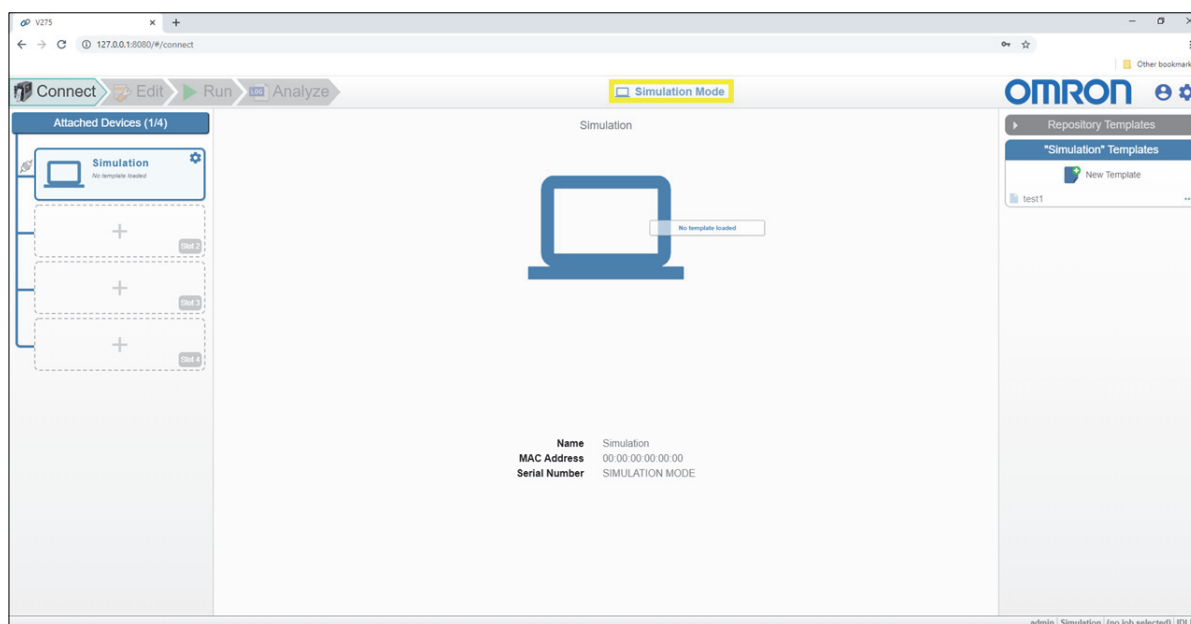 V275
127.0.0.1:8080/#/connect
Other bookmark
Connect Edit Run Analyze
Simulation Mode
OMRON
Attached Devices (1/4)
Simulation
No template loaded
Slot 2
Slot 3
Slot 4
Simulation
No template loaded
Name Simulation
MAC Address 00:00:00:00:00:00
Serial Number SIMULATION MODE
Repository Templates
"Simulation" Templates
New Template
test1
admin Simulation (no job selected)